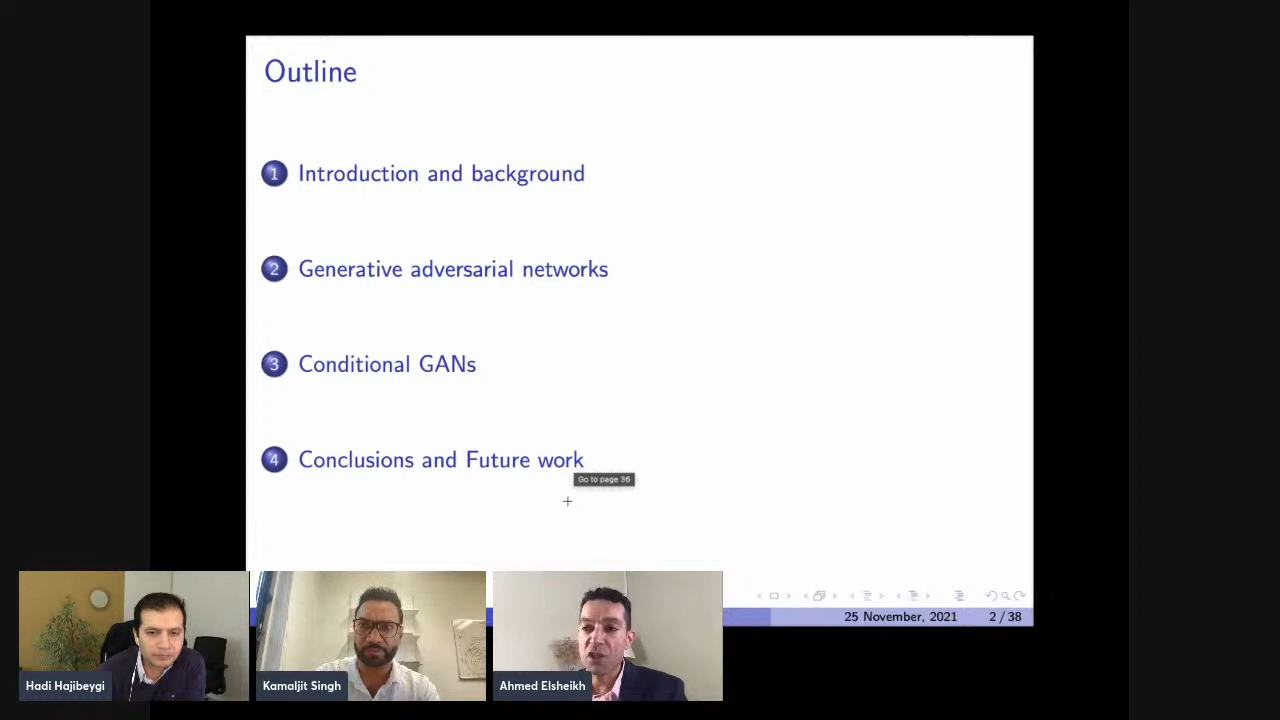 Outline
1 Introduction and background
2 Generative adversarial networks
3 Conditional GANs
4 Conclusions and Future work
Go to page 36
25 November, 2021 2 / 38
Hadi Hajibeygi
Kamaljit Singh
Ahmed Elsheikh